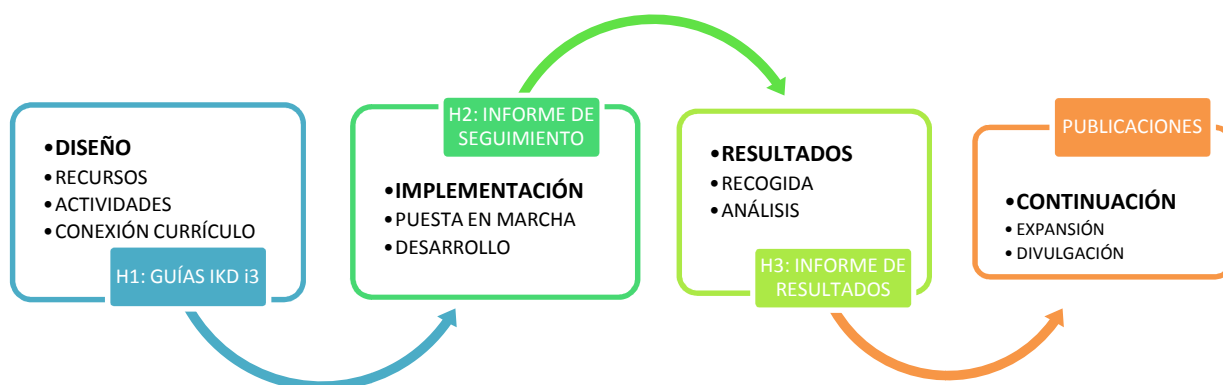 •DISEÑO
•RECURSOS
•ACTIVIDADES
•CONEXIÓN CURRÍCULO
H1: GUÍAS IKD i3
H2: INFORME DE
SEGUIMIENTO
•IMPLEMENTACIÓN
•PUESTA EN MARCHA
•DESARROLLO
•RESULTADOS
•RECOGIDA
•ANÁLISIS
H3: INFORME DE
RESULTADOS
PUBLICACIONES
•CONTINUACIÓN
•EXPANSIÓN
•DIVULGACIÓN